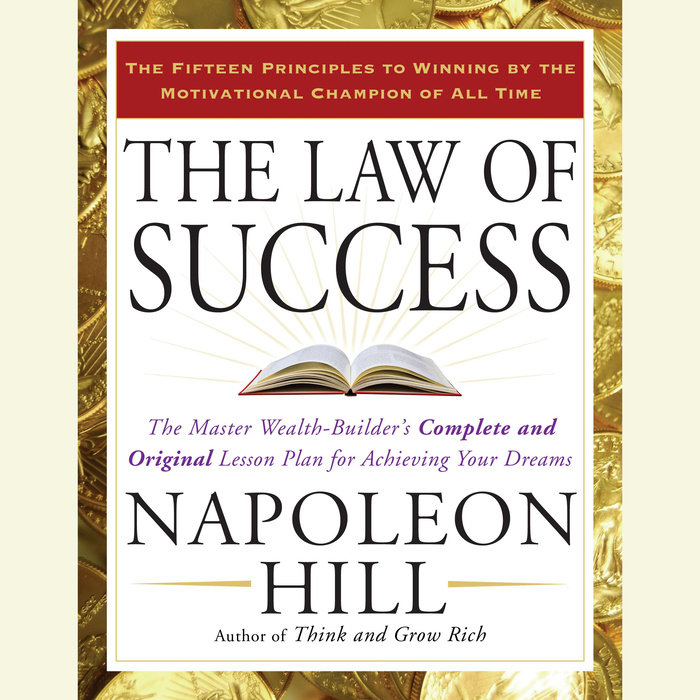 The Fifteen Principles to Winning by the
Motivational Champion of All Time
THE LAW OF
SUCCESS
The Master Wealth-Builder's Complete and
Original Lesson Plan for Achieving Your Dreams
NAPOLEON
HILL
Author of Think and Grow Rich